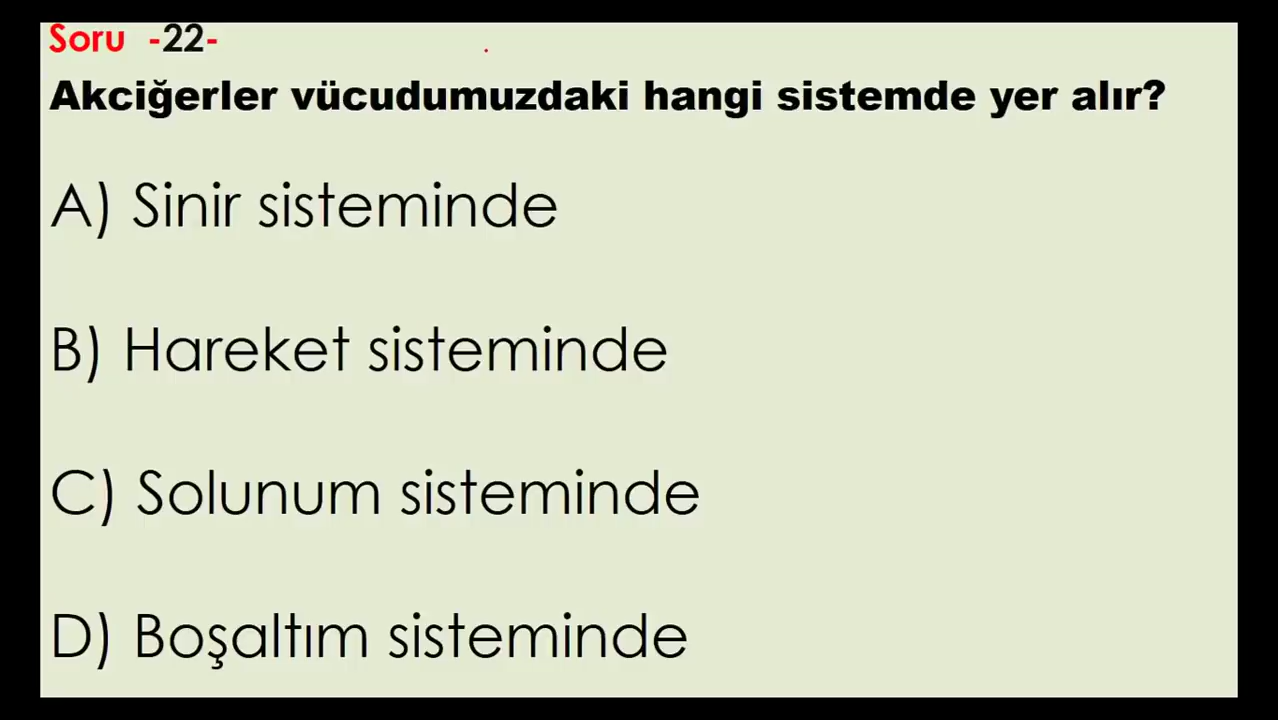 Soru -22-
Akciğerler vücudumuzdaki hangi sistemde yer alır?
A) Sinir sisteminde
B) Hareket sisteminde
C) Solunum sisteminde
D) Boşaltım sisteminde